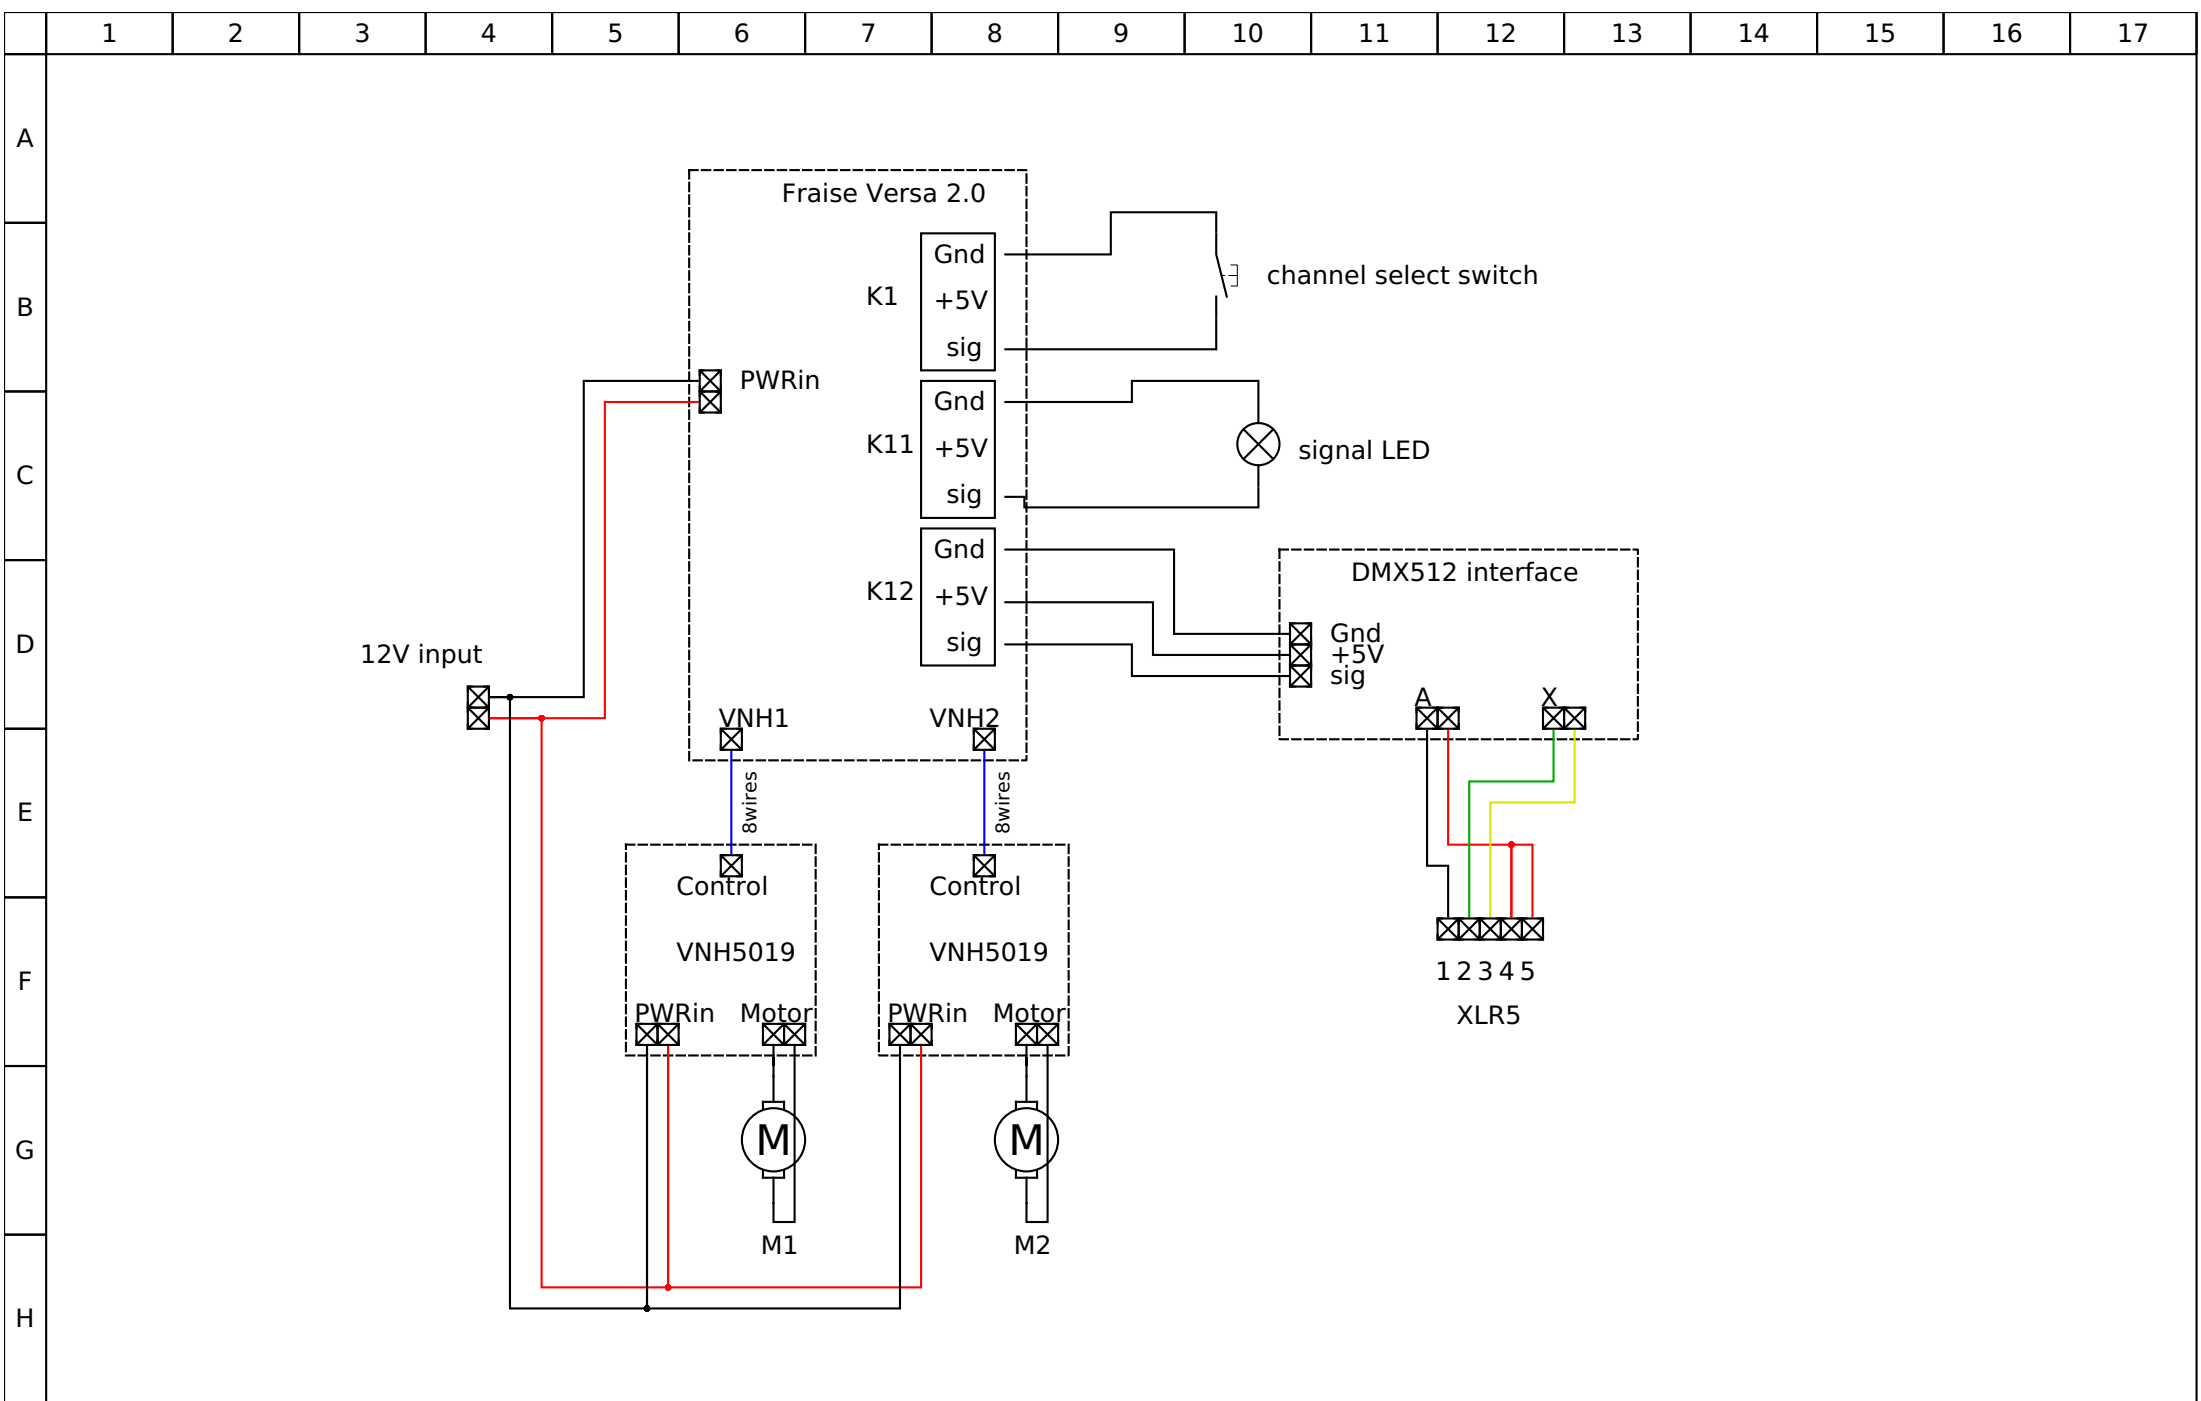 1 2 3 4 5 6 7 8 9 10 11 12 13 14 15 16 17
A
Fraise Versa 2.0
Gnd
channel select switch
K1
+5V
B
sig
PWRin
Gnd
K11
+5V
signal LED
C
sig
Gnd
DMX512 interface
K12
+5V
Gnd
D
sig
12V input
+5V
sig
A
X
VNH1
VNH2
8wires
8wires
E
Control
Control
VNH5019
VNH5019
F
1 2 3 4 5
PWRin
Motor
PWRin
Motor
XLR5
M
M
G
M1
M2
H